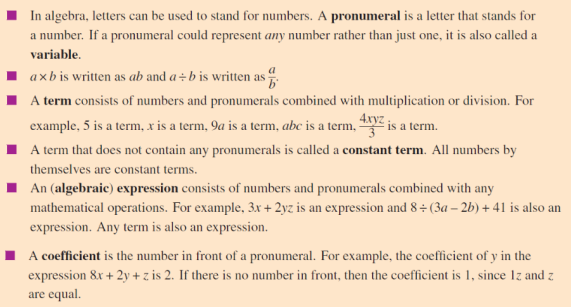 In algebra, letters can be used to stand for numbers. A pronumeral is a letter that stands for
a number. If a pronumeral could represent any number rather than just one, it is also called a
variable.
a × b is written as ab and a ÷ b is written as a/b.
A term consists of numbers and pronumerals combined with multiplication or division. For
example, 5 is a term, x is a term, 9a is a term, abc is a term, 4xyz/3 is a term.
A term that does not contain any pronumerals is called a constant term. All numbers by
themselves are constant terms.
An (algebraic) expression consists of numbers and pronumerals combined with any
mathematical operations. For example, 3x + 2yz is an expression and 8 ÷ (3a – 2b) + 41 is also an
expression. Any term is also an expression.
A coefficient is the number in front of a pronumeral. For example, the coefficient of y in the
expression 8x + 2y + z is 2. If there is no number in front, then the coefficient is 1, since 1z and z
are equal.